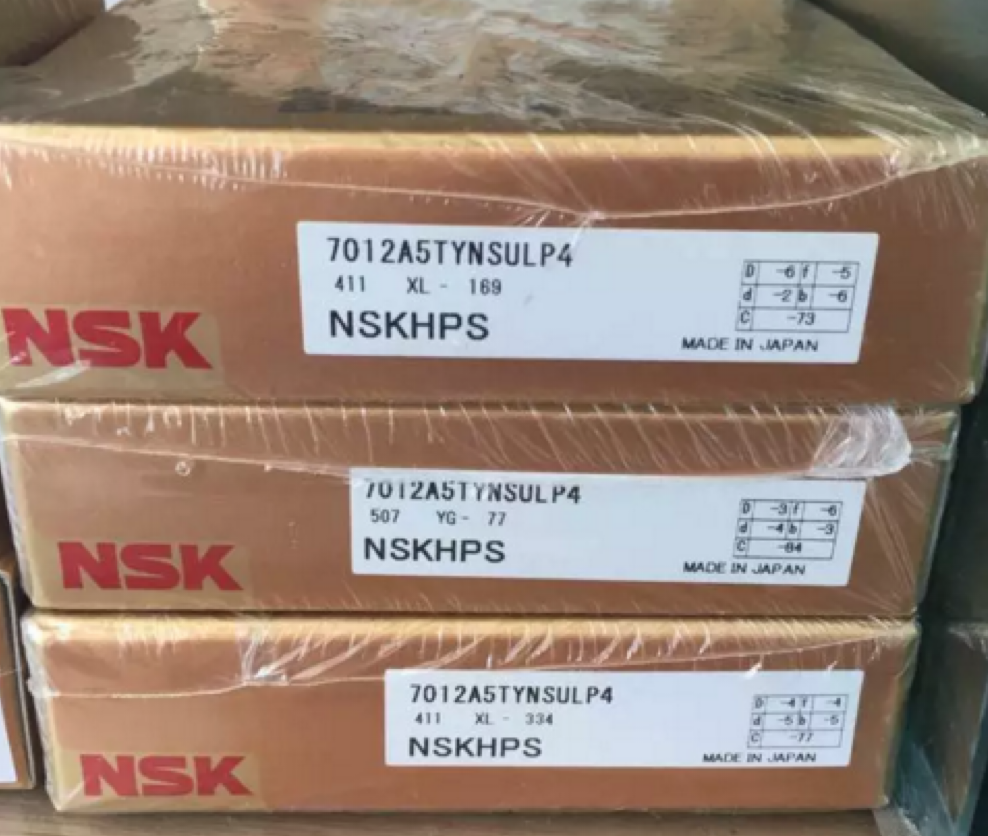 7012A5TYNSULP4
411 XL - 169
NSKHPS
D -6 f -5
d -2 b -6
C -73
MADE IN JAPAN
NSK
7012A5TYNSULP4
507 YG - 77
NSKHPS
D -3 f -6
d -4 b -3
C -84
MADE IN JAPAN
NSK
7012A5TYNSULP4
411 XL - 334
NSKHPS
D -4 f -4
d -5 b -5
C -77
MADE IN JAPAN
NSK